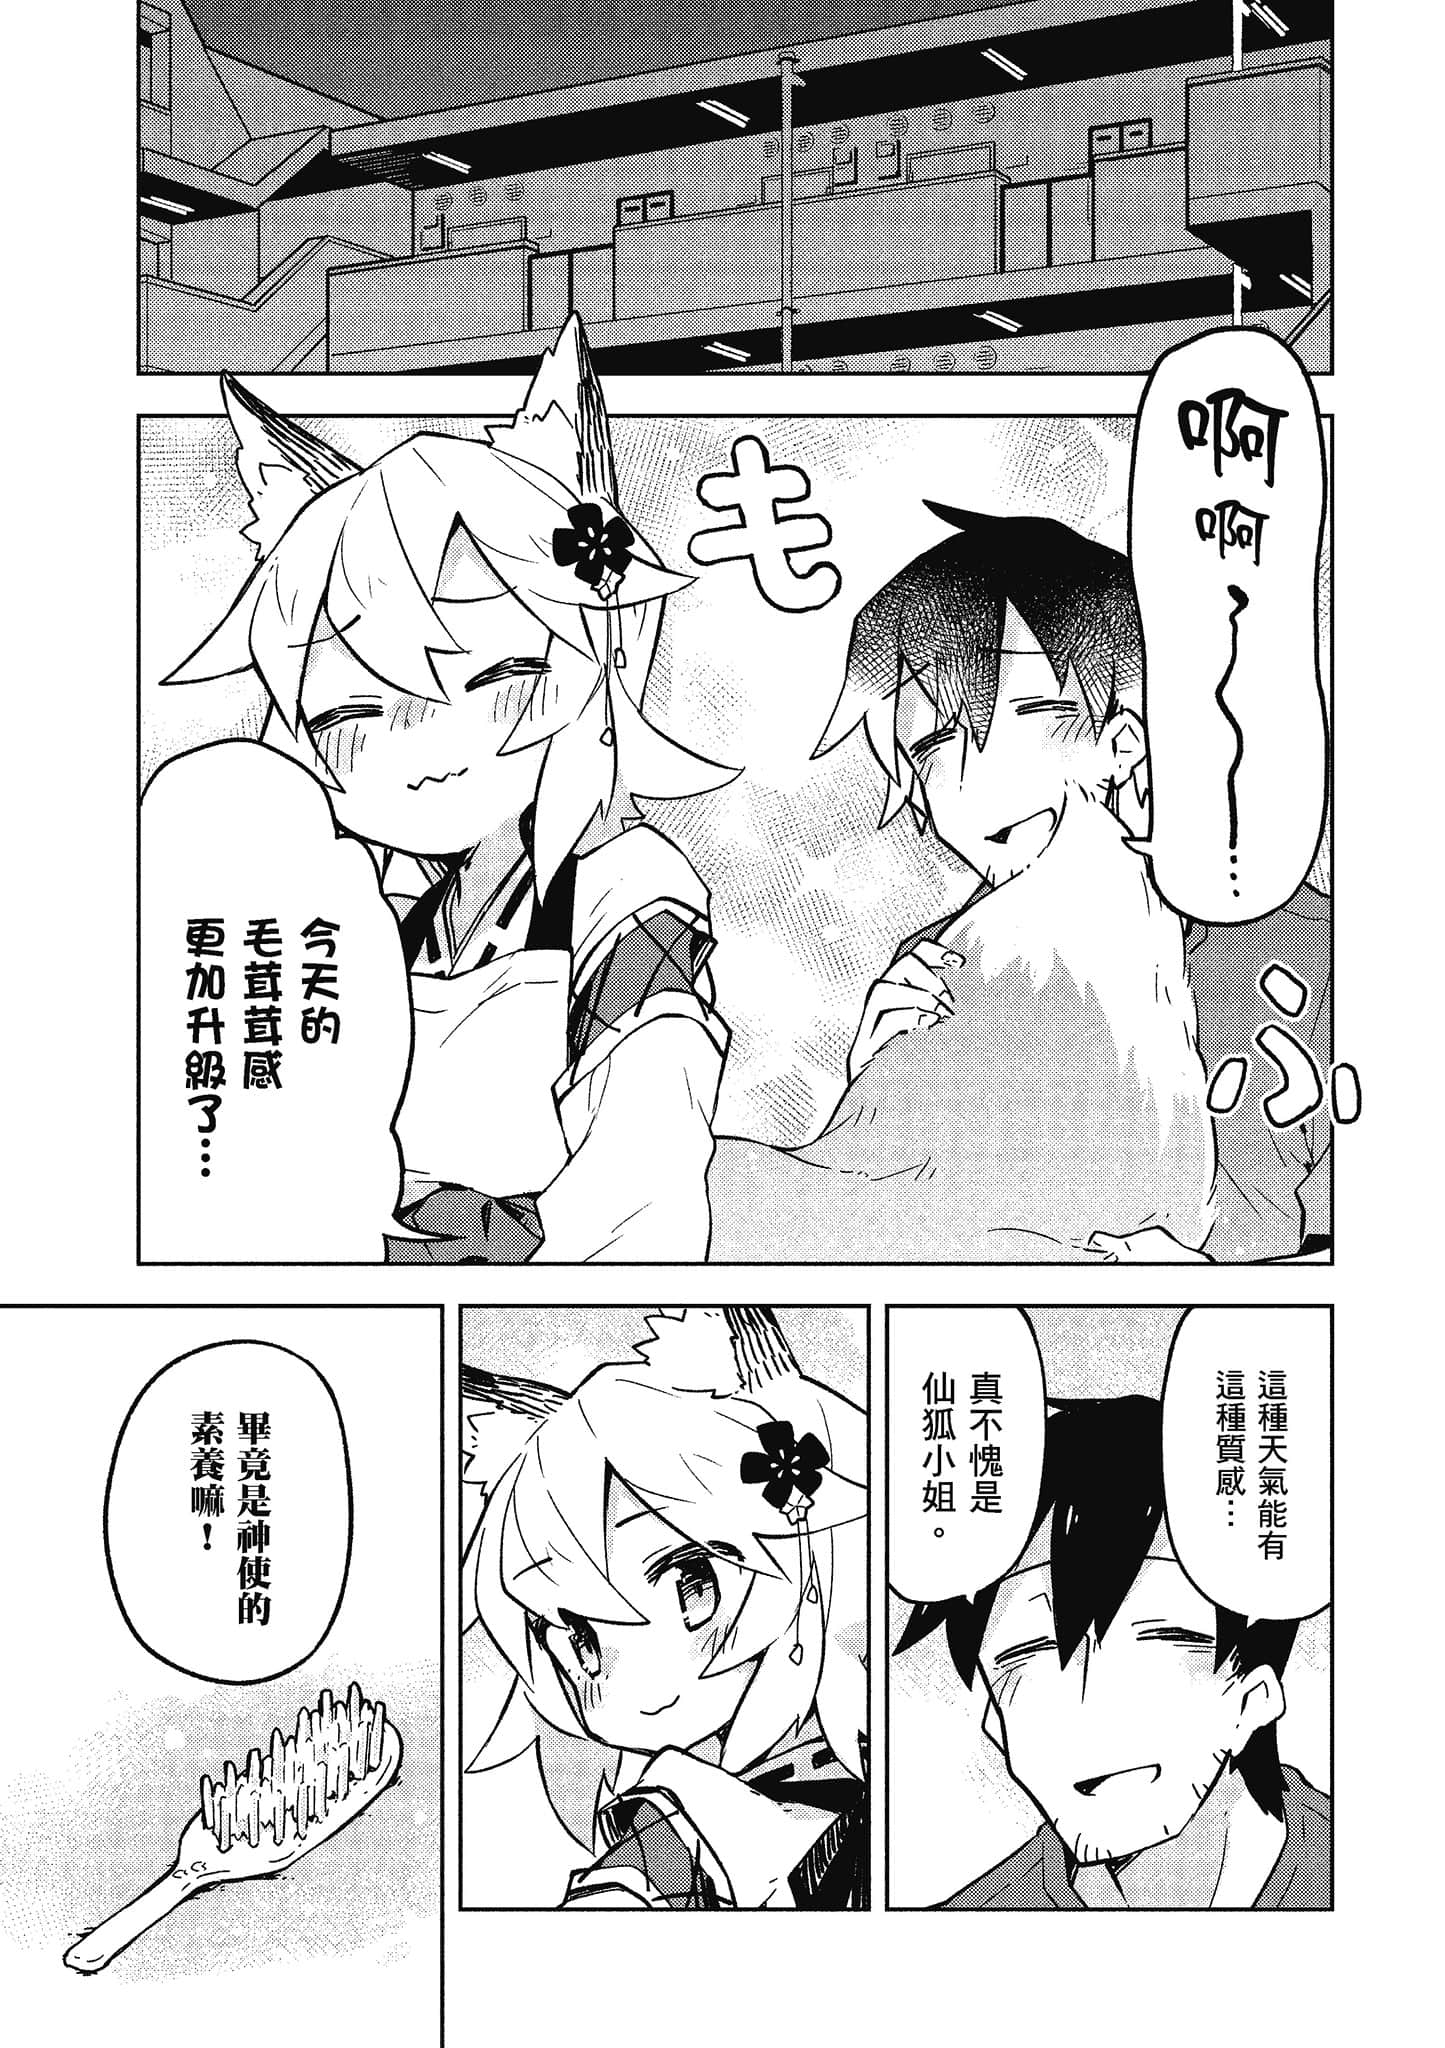 啊啊～…
も
ふ
今天的
毛茸茸感
更加升級了…
這種天氣能有
這種質感…
真不愧是
仙狐小姐。
畢竟是神使的
素養嘛！